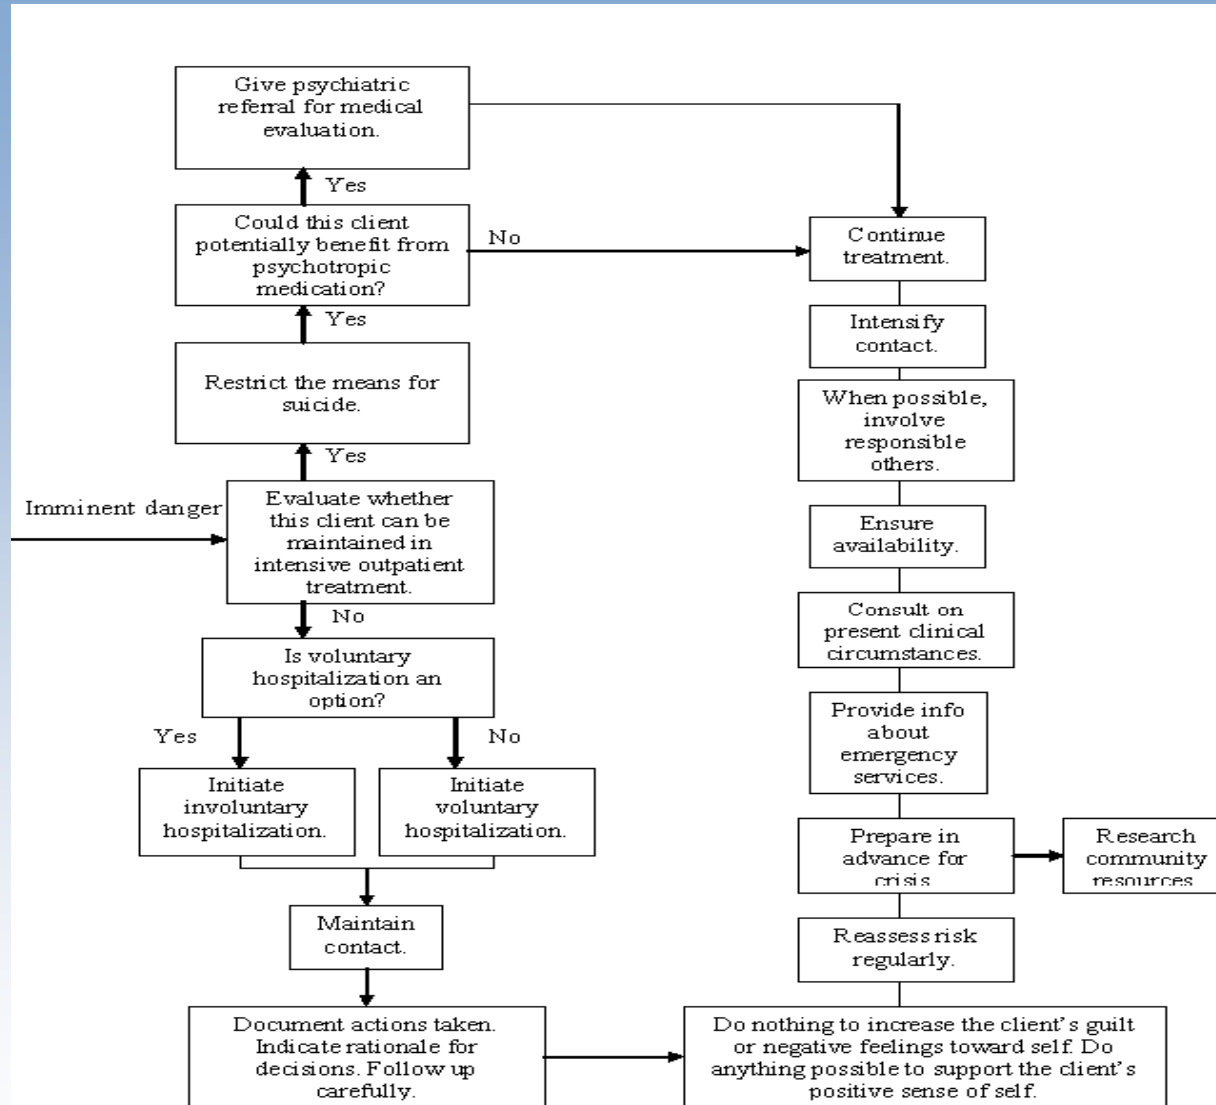 Give psychiatric
referral for medical
evaluation.
Yes
Could this client
potentially benefit from
psychotropic
medication?
No
Yes
Restrict the means for
suicide.
Yes
Imminent danger
Evaluate whether
this client can be
maintained in
intensive outpatient
treatment.
No
Is voluntary
hospitalization an
option?
Yes
No
Initiate
involuntary
hospitalization.
Initiate
voluntary
hospitalization.
Maintain
contact.
Document actions taken.
Indicate rationale for
decisions. Follow up
carefully.
Continue
treatment.
Intensify
contact.
When possible,
involve
responsible
others.
Ensure
availability.
Consult on
present clinical
circumstances.
Provide info
about
emergency
services.
Prepare in
advance for
crisis
Research
community
resources
Reassess risk
regularly.
Do nothing to increase the client's guilt
or negative feelings toward self. Do
anything possible to support the client's
positive sense of self.